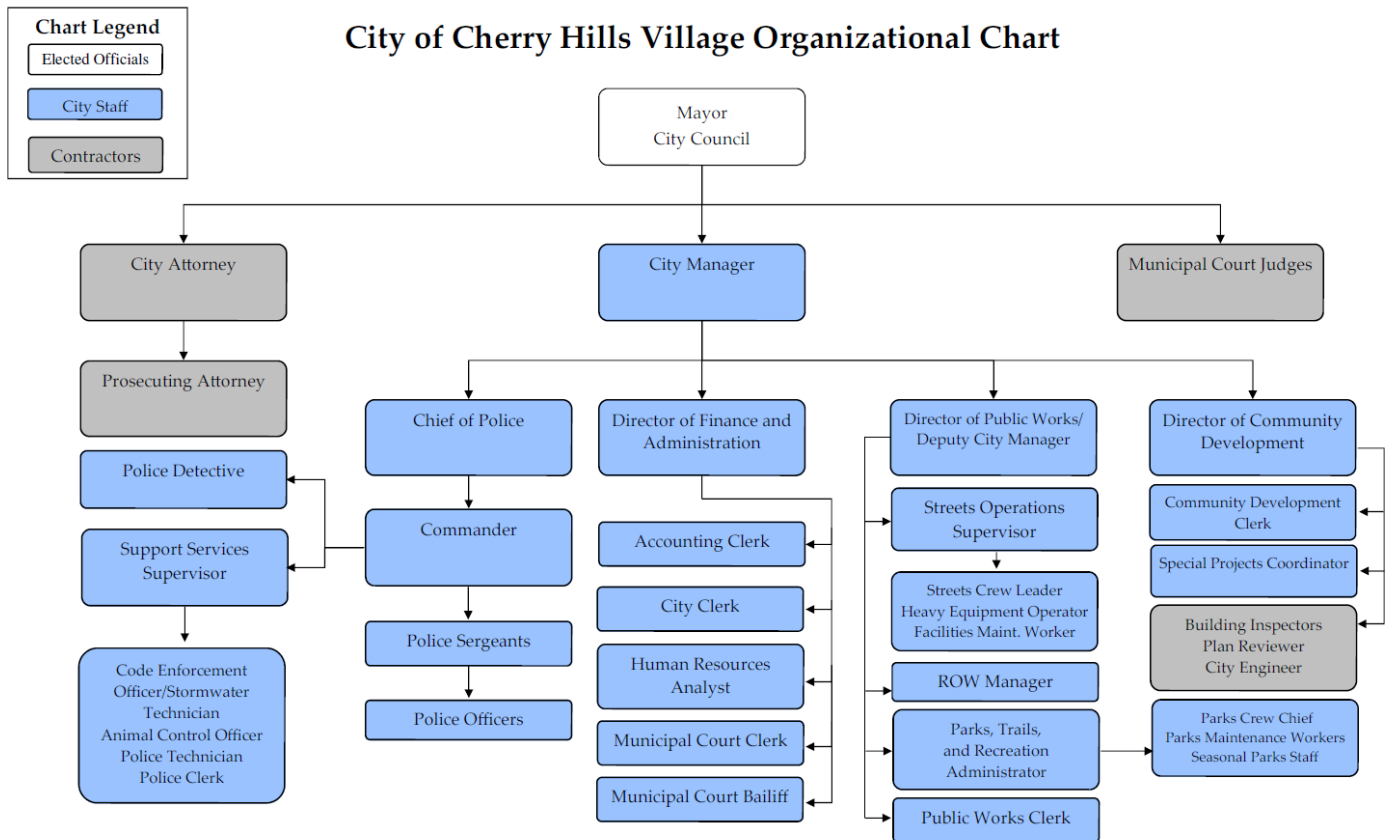 Chart Legend
Elected Officials
City Staff
Contractors
City of Cherry Hills Village Organizational Chart
Mayor
City Council
City Attorney
City Manager
Municipal Court Judges
Prosecuting Attorney
Chief of Police
Director of Finance and
Administration
Director of Public Works/
Deputy City Manager
Director of Community
Development
Police Detective
Support Services
Supervisor
Code Enforcement
Officer/Stormwater
Technician
Animal Control Officer
Police Technician
Police Clerk
Commander
Police Sergeants
Police Officers
Accounting Clerk
City Clerk
Human Resources
Analyst
Municipal Court Clerk
Municipal Court Bailiff
Streets Operations
Supervisor
Streets Crew Leader
Heavy Equipment Operator
Facilities Maint. Worker
ROW Manager
Parks, Trails,
and Recreation
Administrator
Public Works Clerk
Community Development
Clerk
Special Projects Coordinator
Building Inspectors
Plan Reviewer
City Engineer
Parks Crew Chief
Parks Maintenance Workers
Seasonal Parks Staff